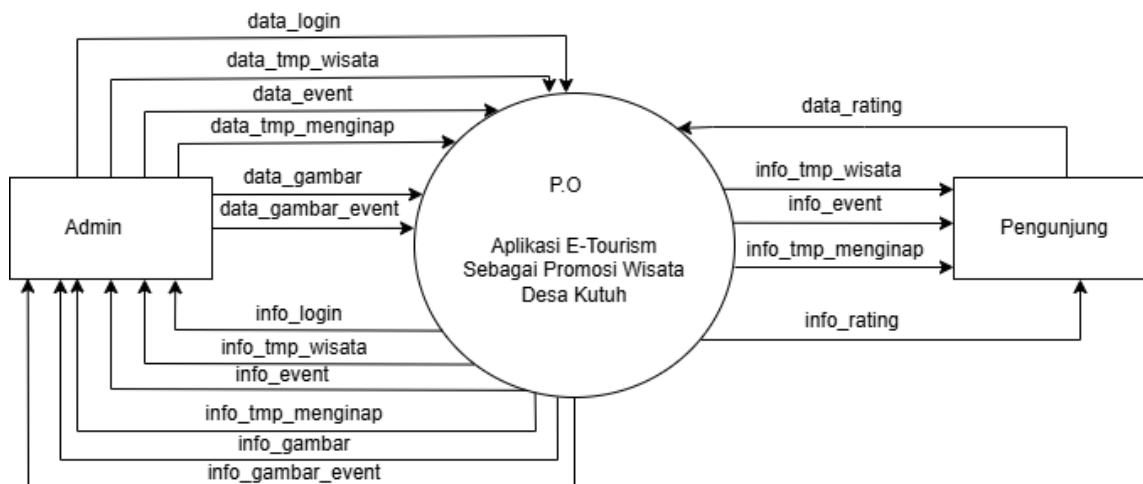 data_login
data_tmp_wisata
data_event
data_tmp_menginap
data_gambar
data_gambar_event
Admin
info_login
info_tmp_wisata
info_event
info_tmp_menginap
info_gambar
info_gambar_event
P.O
Aplikasi E-Tourism
Sebagai Promosi Wisata
Desa Kutuh
data_rating
info_tmp_wisata
info_event
info_tmp_menginap
info_rating
Pengunjung